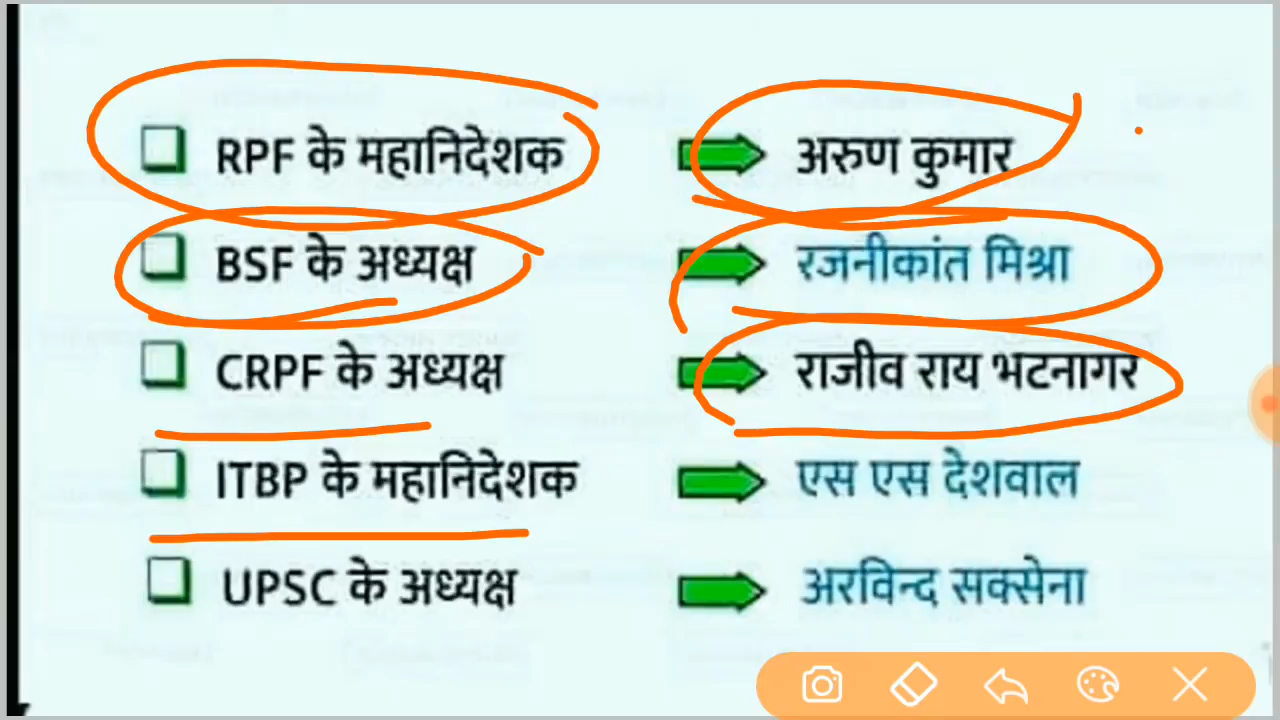 RPF के महानिदेशक अरुण कुमार
BSF के अध्यक्ष रजनीकांत मिश्रा
CRPF के अध्यक्ष राजीव राय भटनागर
ITBP के महानिदेशक एस एस देशवाल
UPSC के अध्यक्ष अरविन्द सक्सेना